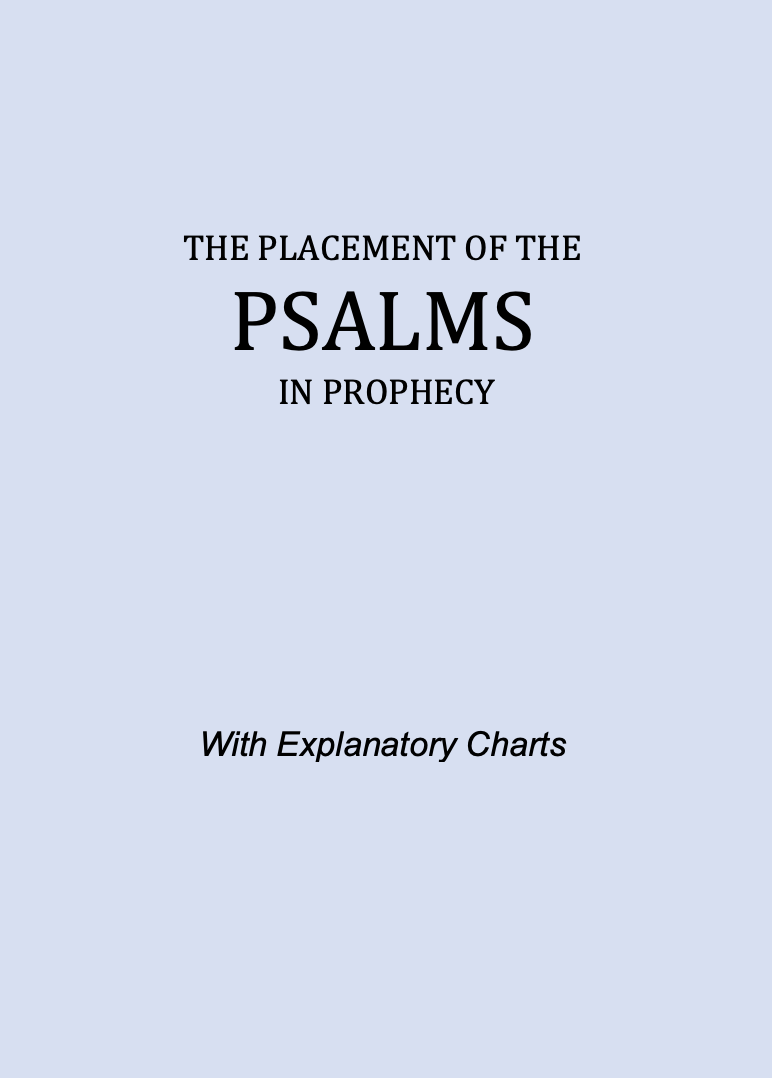 THE PLACEMENT OF THE
PSALMS
IN PROPHECY
With Explanatory Charts